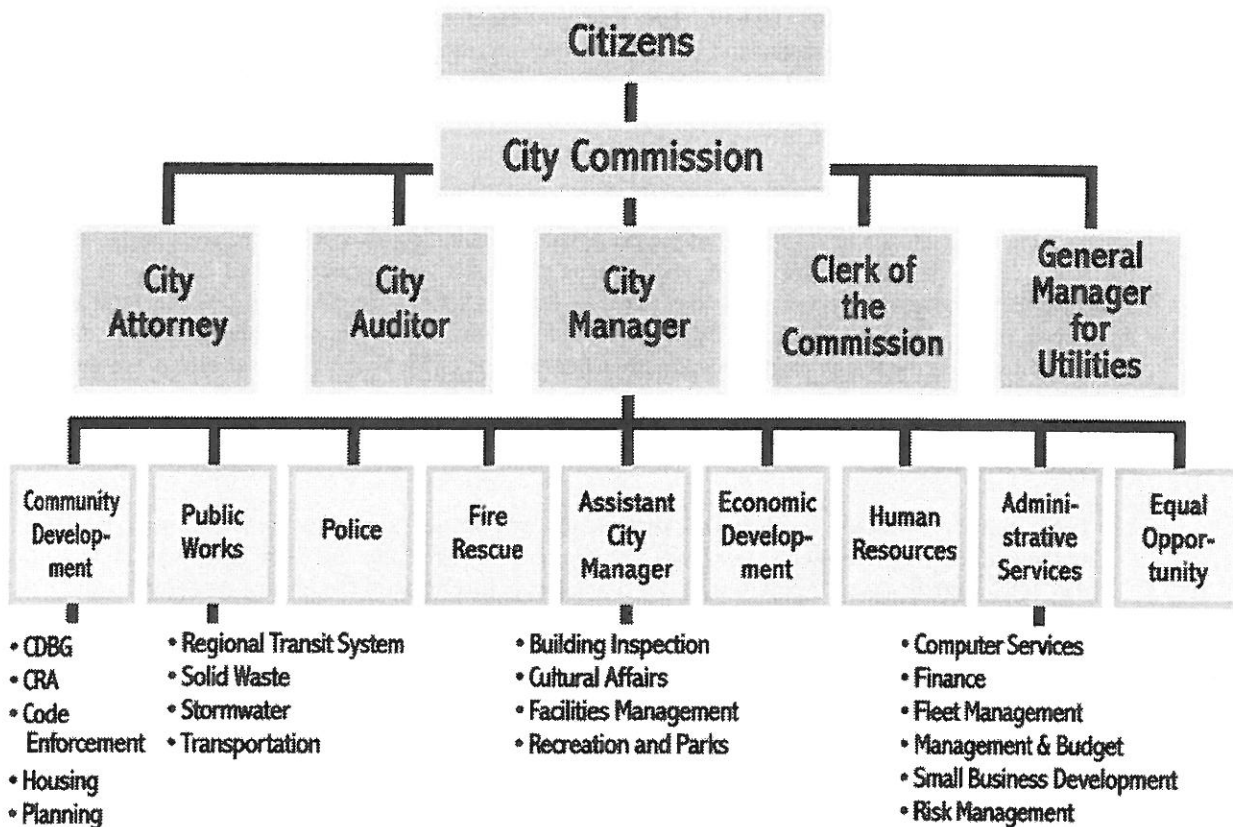 Citizens
City Commission
City
Attorney
City
Auditor
City
Manager
Clerk of
the
Commission
General
Manager
for
Utilities
Community
Develop-
ment
Public
Works
Police
Fire
Rescue
Assistant
City
Manager
Economic
Develop-
ment
Human
Resources
Admini-
strative
Services
Equal
Oppor-
tunity
• CDBG
• CRA
• Code
Enforcement
• Housing
• Planning
• Regional Transit System
• Solid Waste
• Stormwater
• Transportation
• Building Inspection
• Cultural Affairs
• Facilities Management
• Recreation and Parks
• Computer Services
• Finance
• Fleet Management
• Management & Budget
• Small Business Development
• Risk Management